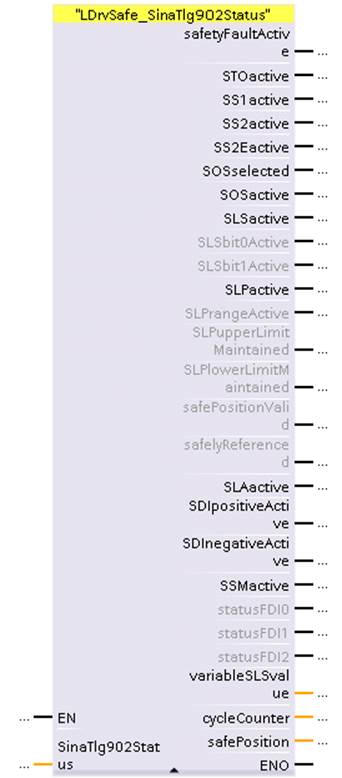 "LDrvSafe_SinaTlg902Status"
safetyFaultActiv
e
...
STOactive
...
SS1active
...
SS2active
...
SS2Eactive
...
SOSselected
...
SOSactive
...
SLSactive
...
SLSbit0Active
...
SLSbit1Active
...
SLPactive
...
SLPrangeActive
...
SLPupperLimit
Maintained
...
SLPlowerLimitM
aintained
...
safePositionVali
d
...
safelyReference
d
...
SLAactive
...
SDIpositiveActi
ve
...
SDInegativeActi
ve
...
SSMactive
...
statusFDI0
...
statusFDI1
...
statusFDI2
...
variableSLSval
ue
...
... EN
cycleCounter
...
SinaTlg902Stat
... us
safePosition
...
ENO